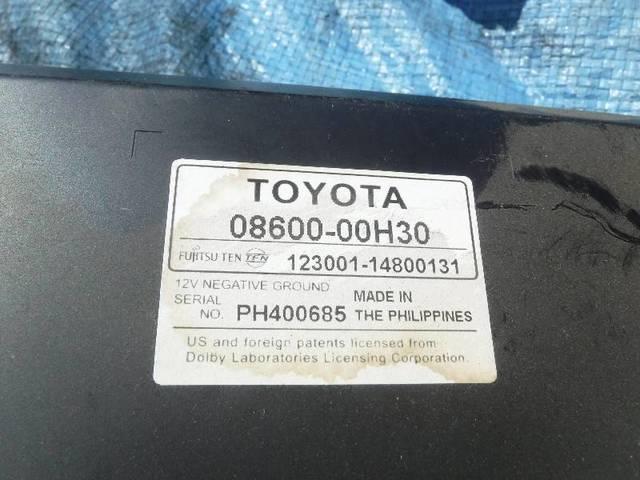 TOYOTA
08600-00H30
FUJITSU TEN TEN 123001-14800131
12V NEGATIVE GROUND
SERIAL NO. PH400685 MADE IN THE PHILIPPINES
US and foreign patents licensed from
Dolby Laboratories Licensing Corporation.